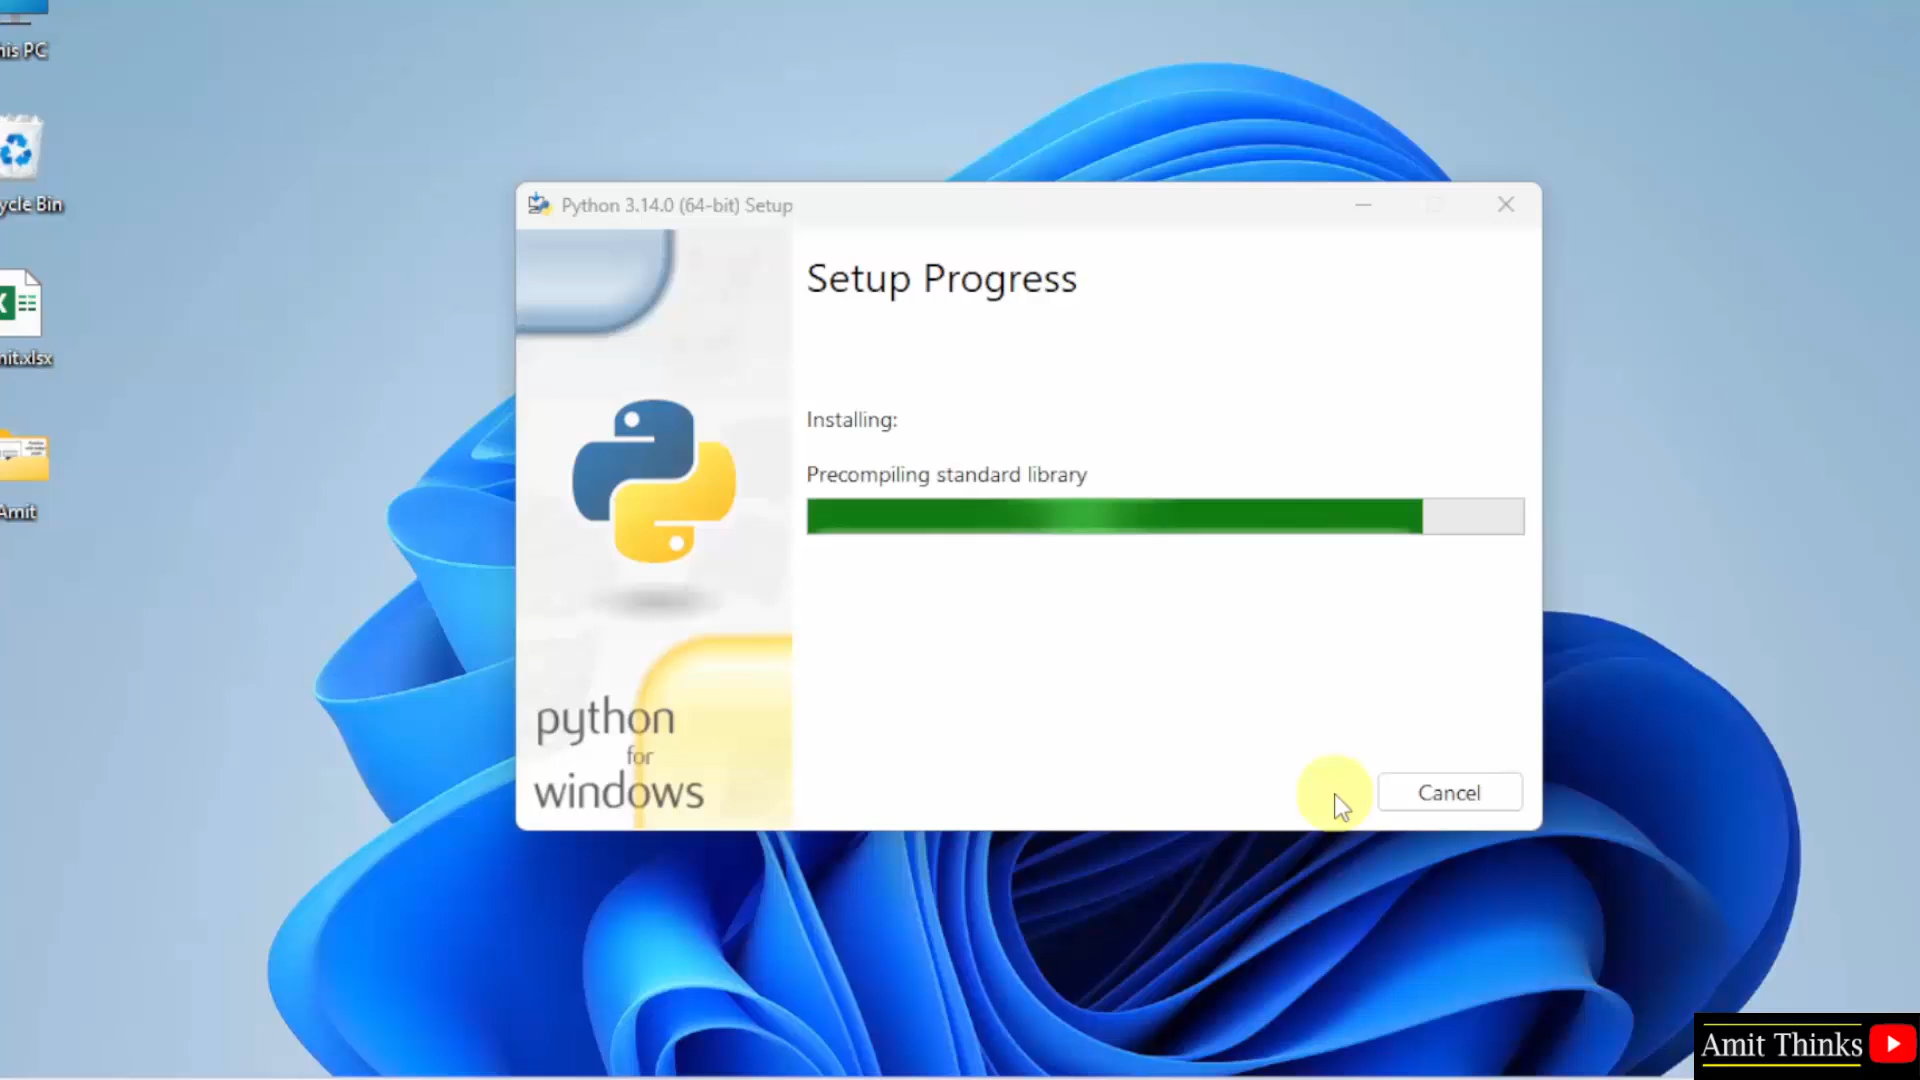 his PC
ycle Bin
X
nit.xlsx
Amit
Python 3.14.0 (64-bit) Setup
Setup Progress
Installing:
Precompiling standard library
python
for
windows
Cancel
Amit Thinks